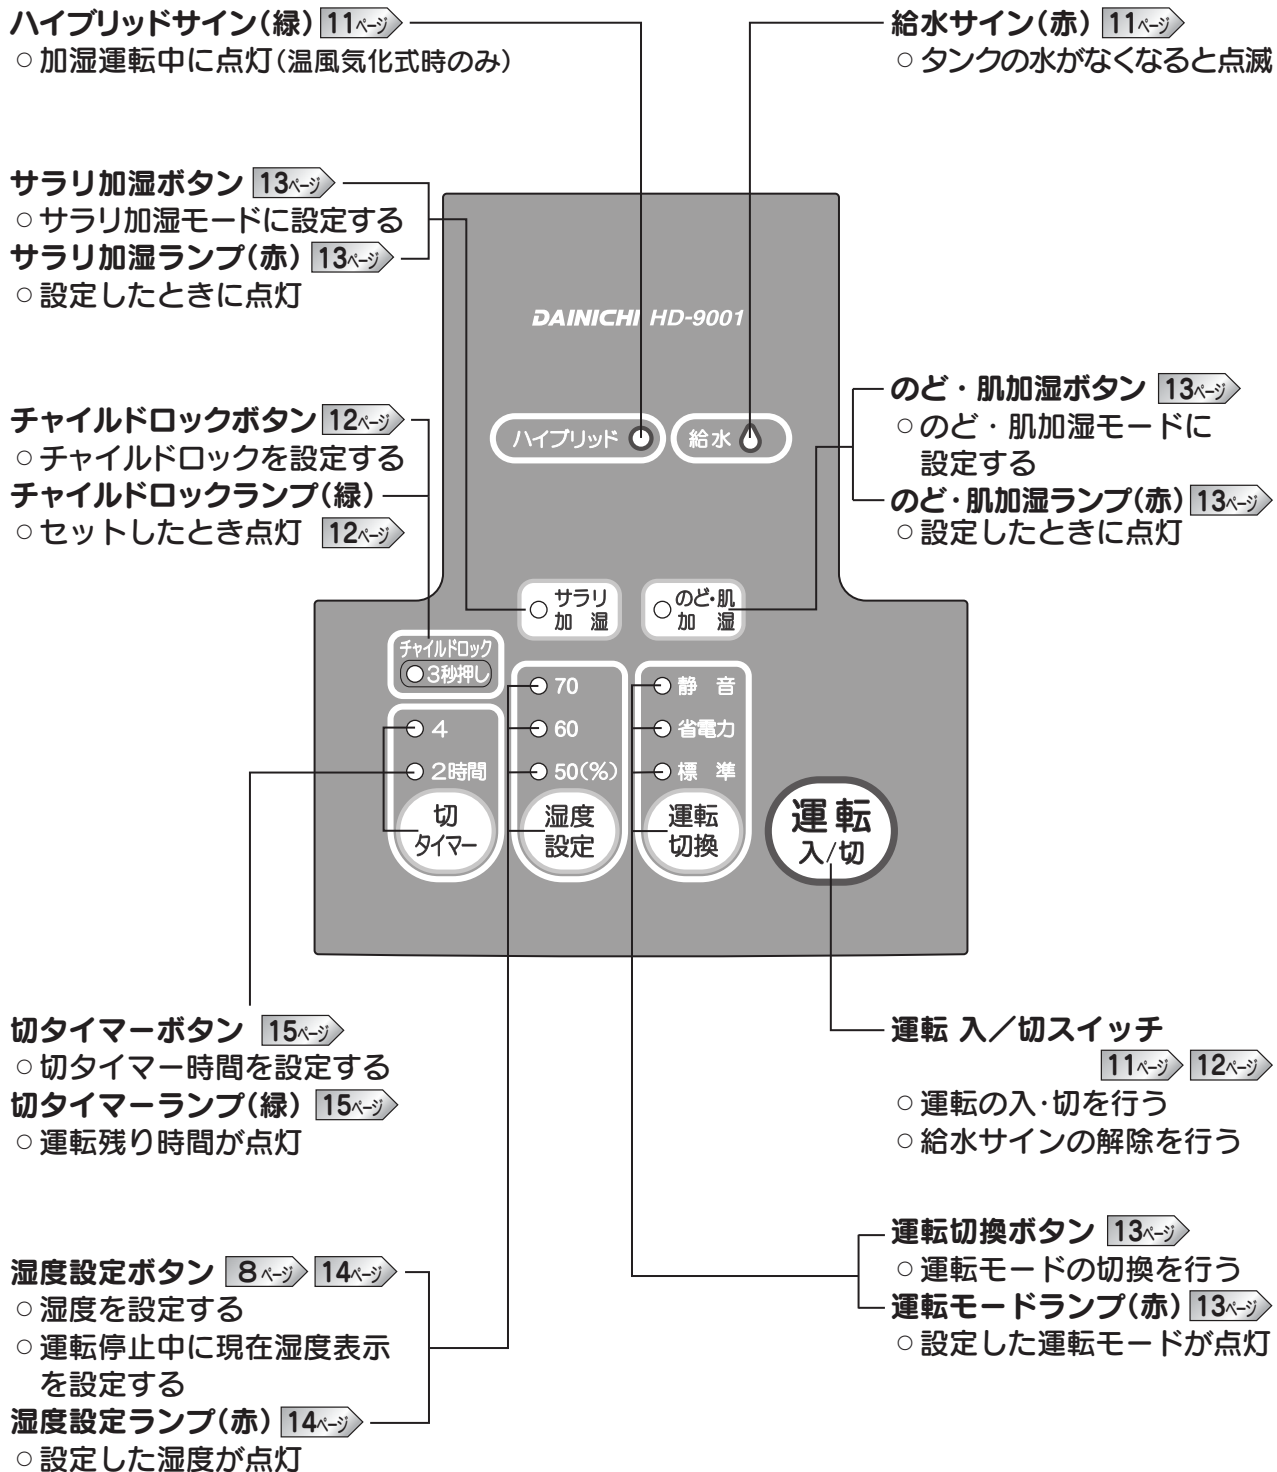 ハイブリッドサイン（緑） 11ページ
○ 加湿運転中に点灯（温風気化式時のみ）
給水サイン（赤） 11ページ
○ タンクの水がなくなると点滅
サラリ加湿ボタン 13ページ
○ サラリ加湿モードに設定する
サラリ加湿ランプ（赤） 13ページ
○ 設定したときに点灯
チャイルドロックボタン 12ページ
○ チャイルドロックを設定する
チャイルドロックランプ（緑）
○ セットしたとき点灯 12ページ
のど・肌加湿ボタン 13ページ
○ のど・肌加湿モードに
設定する
のど・肌加湿ランプ（赤） 13ページ
○ 設定したときに点灯
DAINICHI HD-9001
ハイブリッド
給水
サラリ
加 湿
のど・肌
加 湿
チャイルドロック
3秒押し
4
2時間
切
タイマー
70
60
50(%)
湿度
設定
静 音
省電力
標 準
運転
切換
運転
入/切
切タイマーボタン 15ページ
○ 切タイマー時間を設定する
切タイマーランプ（緑） 15ページ
○ 運転残り時間が点灯
湿度設定ボタン 8ページ 14ページ
○ 湿度を設定する
○ 運転停止中に現在湿度表示
を設定する
湿度設定ランプ（赤） 14ページ
○ 設定した湿度が点灯
運転 入／切スイッチ
11ページ 12ページ
○ 運転の入・切を行う
○ 給水サインの解除を行う
運転切換ボタン 13ページ
○ 運転モードの切換を行う
運転モードランプ（赤） 13ページ
○ 設定した運転モードが点灯